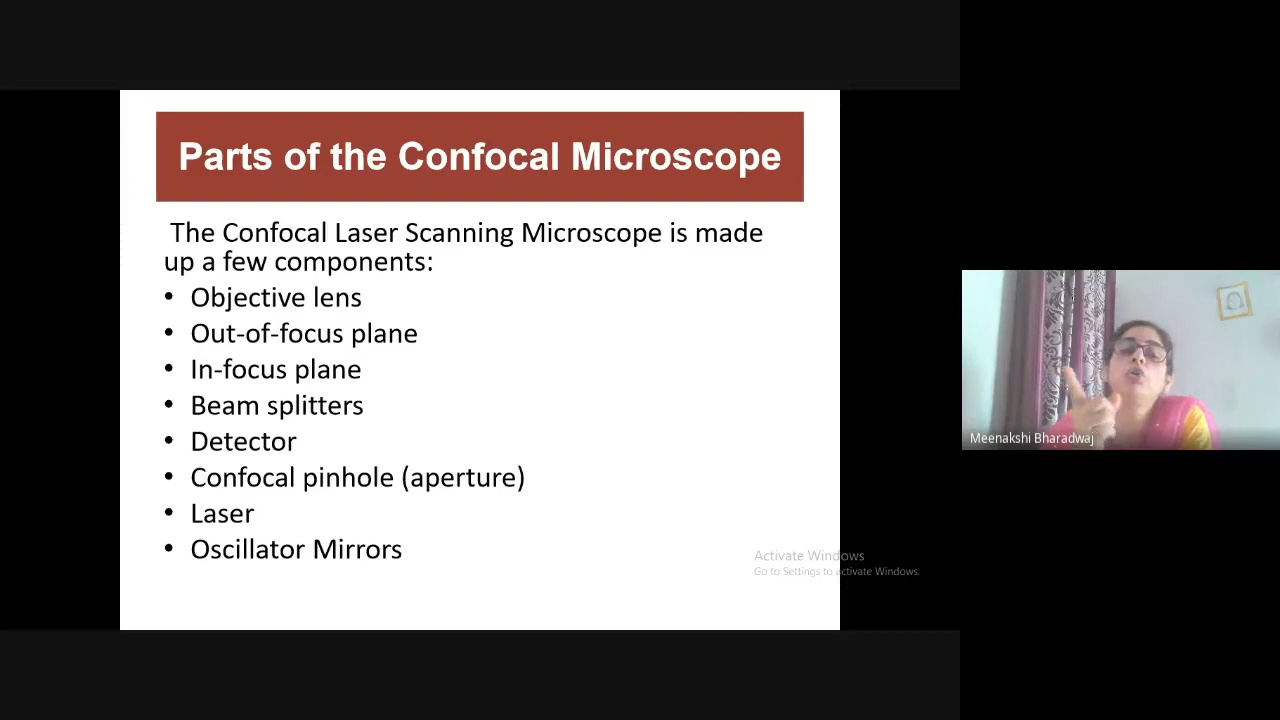 Parts of the Confocal Microscope
The Confocal Laser Scanning Microscope is made
up a few components:
• Objective lens
• Out-of-focus plane
• In-focus plane
• Beam splitters
• Detector
• Confocal pinhole (aperture)
• Laser
• Oscillator Mirrors
Activate Windows
Go to Settings to activate Windows.
Meenakshi Bharadwaj